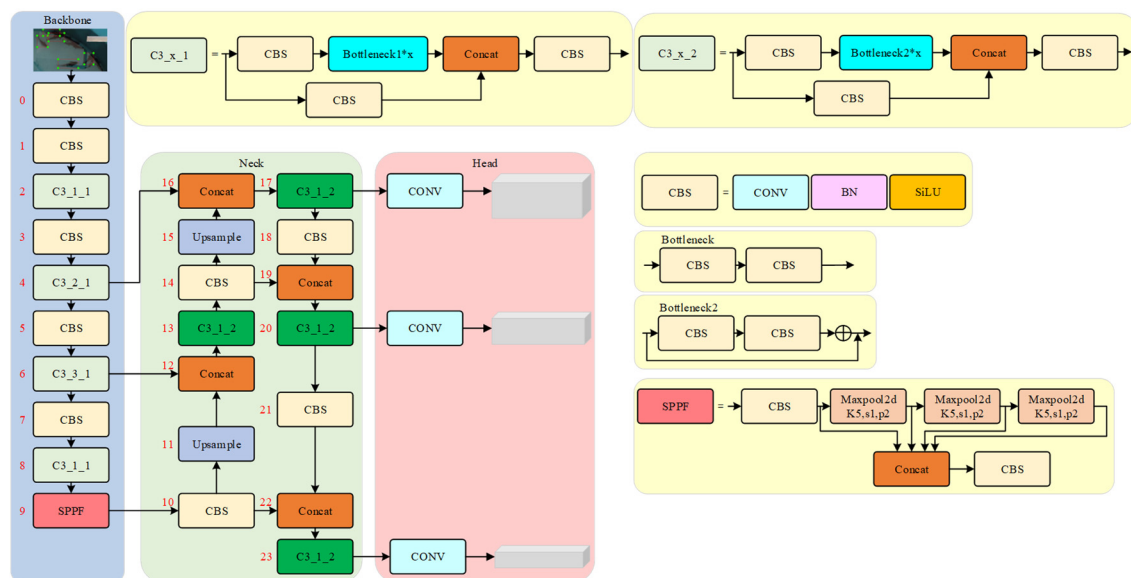 Backbone
0
CBS
1
CBS
2
C3_1_1
3
CBS
4
C3_2_1
5
CBS
6
C3_3_1
7
CBS
8
C3_1_1
9
SPPF
C3_x_1
=
CBS
Bottleneck1*x
Concat
CBS
CBS
C3_x_2
=
CBS
Bottleneck2*x
Concat
CBS
CBS
Neck
16
Concat
17
C3_1_2
15
Upsample
18
CBS
14
CBS
19
Concat
13
C3_1_2
20
C3_1_2
12
Concat
21
CBS
11
Upsample
10
CBS
22
Concat
23
C3_1_2
Head
CONV
CONV
CONV
CBS
=
CONV
BN
SiLU
Bottleneck
CBS
CBS
Bottleneck2
CBS
CBS
SPPF
=
CBS
Maxpool2d
K5,s1,p2
Maxpool2d
K5,s1,p2
Maxpool2d
K5,s1,p2
Concat
CBS